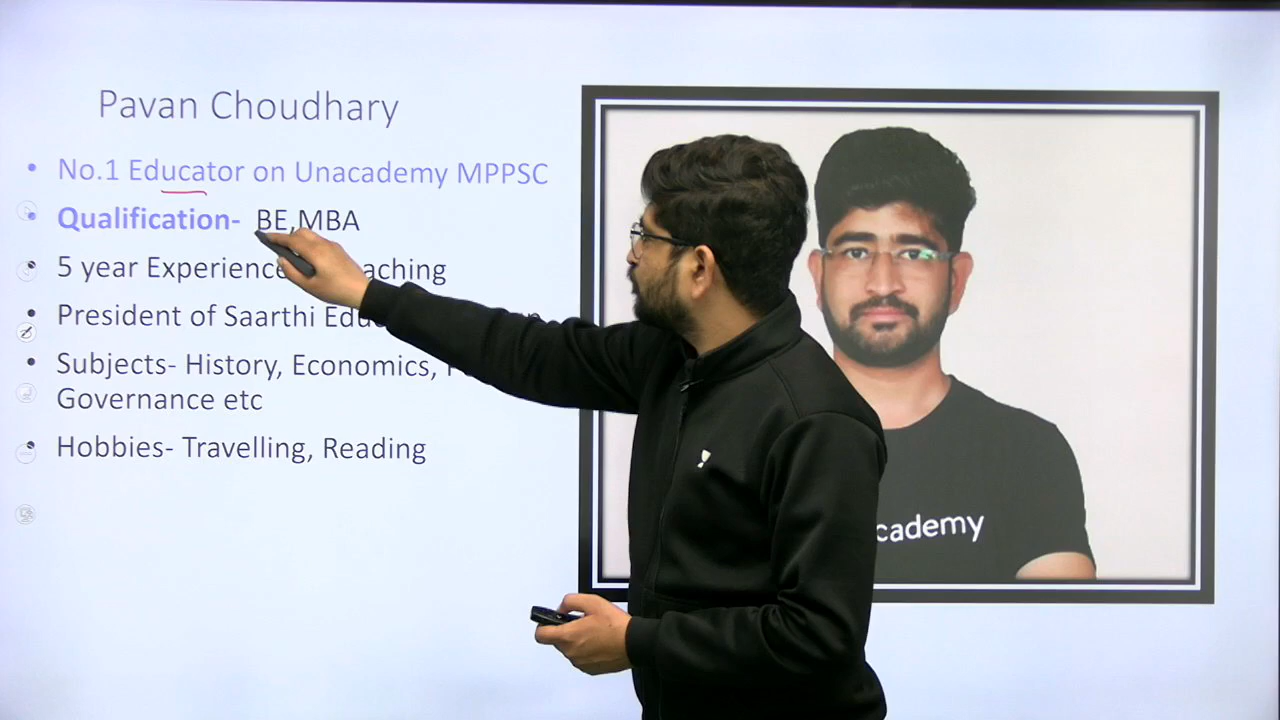 Pavan Choudhary
• No.1 Educator on Unacademy MPPSC
• Qualification- BE,MBA
• 5 year Experience aching
• President of Saarthi
• Subjects- History, Economics,
Governance etc
• Hobbies- Travelling, Reading
cademy